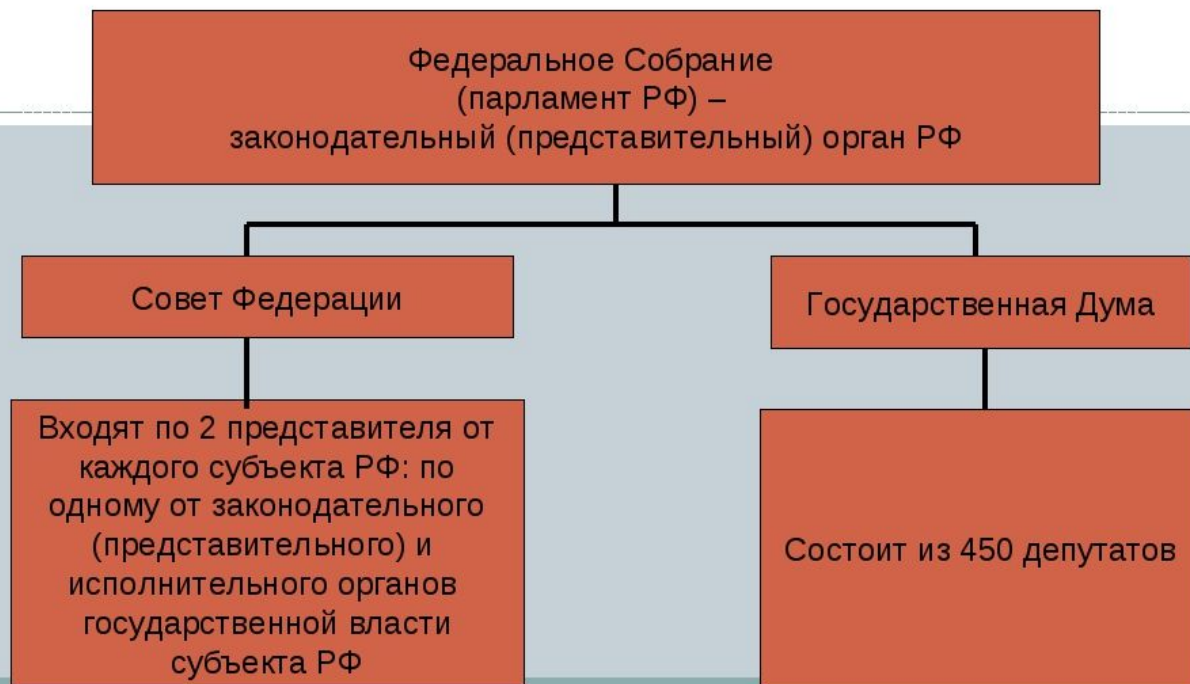 Федеральное Собрание
(парламент РФ) –
законодательный (представительный) орган РФ
Совет Федерации
Государственная Дума
Входят по 2 представителя от
каждого субъекта РФ: по
одному от законодательного
(представительного) и
исполнительного органов
государственной власти
субъекта РФ
Состоит из 450 депутатов